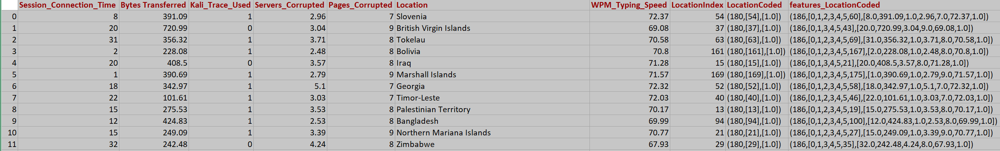 Session_Connection_Time Bytes Transferred Kali_Trace_Used Servers_Corrupted Pages_Corrupted Location WPM_Typing_Speed LocationIndex LocationCoded features_LocationCoded
0 8 391.09 1 2.96 7 Slovenia 72.37 54 (180,[54],[1.0]) (186,[0,1,2,3,4,5,60],[8.0,391.09,1.0,2.96,7.0,72.37,1.0])
1 20 720.99 0 3.04 9 British Virgin Islands 69.08 37 (180,[37],[1.0]) (186,[0,1,3,4,5,43],[20.0,720.99,3.04,9.0,69.08,1.0])
2 31 356.32 1 3.71 8 Tokelau 70.58 63 (180,[63],[1.0]) (186,[0,1,2,3,4,5,69],[31.0,356.32,1.0,3.71,8.0,70.58,1.0])
3 2 228.08 1 2.48 8 Bolivia 70.8 161 (180,[161],[1.0]) (186,[0,1,2,3,4,5,167],[2.0,228.08,1.0,2.48,8.0,70.8,1.0])
4 20 408.5 0 3.57 8 Iraq 71.28 15 (180,[15],[1.0]) (186,[0,1,3,4,5,21],[20.0,408.5,3.57,8.0,71.28,1.0])
5 1 390.69 1 2.79 9 Marshall Islands 71.57 169 (180,[169],[1.0]) (186,[0,1,2,3,4,5,175],[1.0,390.69,1.0,2.79,9.0,71.57,1.0])
6 18 342.97 1 5.1 7 Georgia 72.32 52 (180,[52],[1.0]) (186,[0,1,2,3,4,5,58],[18.0,342.97,1.0,5.1,7.0,72.32,1.0])
7 22 101.61 1 3.03 7 Timor-Leste 72.03 40 (180,[40],[1.0]) (186,[0,1,2,3,4,5,46],[22.0,101.61,1.0,3.03,7.0,72.03,1.0])
8 15 275.53 1 3.53 8 Palestinian Territory 70.17 13 (180,[13],[1.0]) (186,[0,1,2,3,4,5,19],[15.0,275.53,1.0,3.53,8.0,70.17,1.0])
9 12 424.83 1 2.53 8 Bangladesh 69.99 94 (180,[94],[1.0]) (186,[0,1,2,3,4,5,100],[12.0,424.83,1.0,2.53,8.0,69.99,1.0])
10 15 249.09 1 3.39 9 Northern Mariana Islands 70.77 21 (180,[21],[1.0]) (186,[0,1,2,3,4,5,27],[15.0,249.09,1.0,3.39,9.0,70.77,1.0])
11 32 242.48 0 4.24 8 Zimbabwe 67.93 29 (180,[29],[1.0]) (186,[0,1,3,4,5,35],[32.0,242.48,4.24,8.0,67.93,1.0])